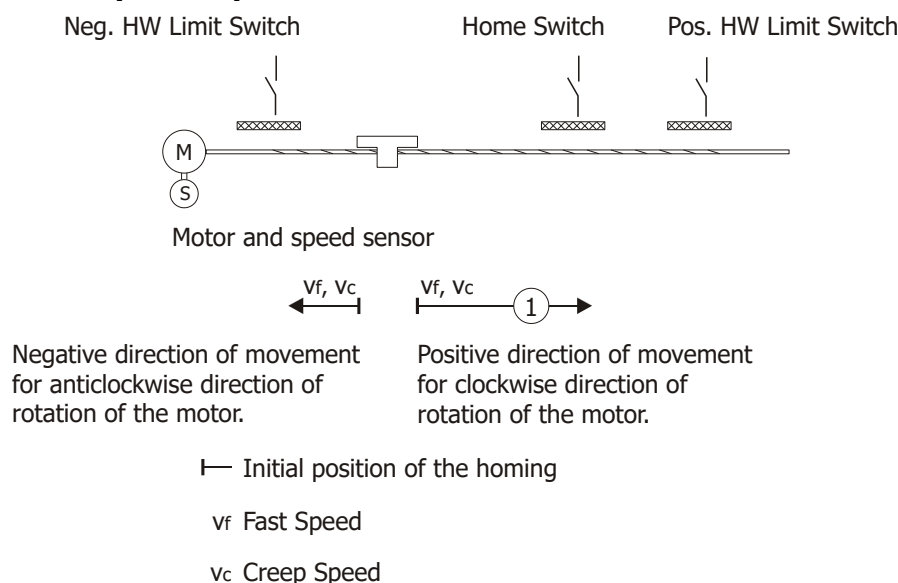 Neg. HW Limit Switch Home Switch Pos. HW Limit Switch
M
S
Motor and speed sensor
vf, vc vf, vc
1
Negative direction of movement
for anticlockwise direction of
rotation of the motor.
Positive direction of movement
for clockwise direction of
rotation of the motor.
Initial position of the homing
vf Fast Speed
vc Creep Speed